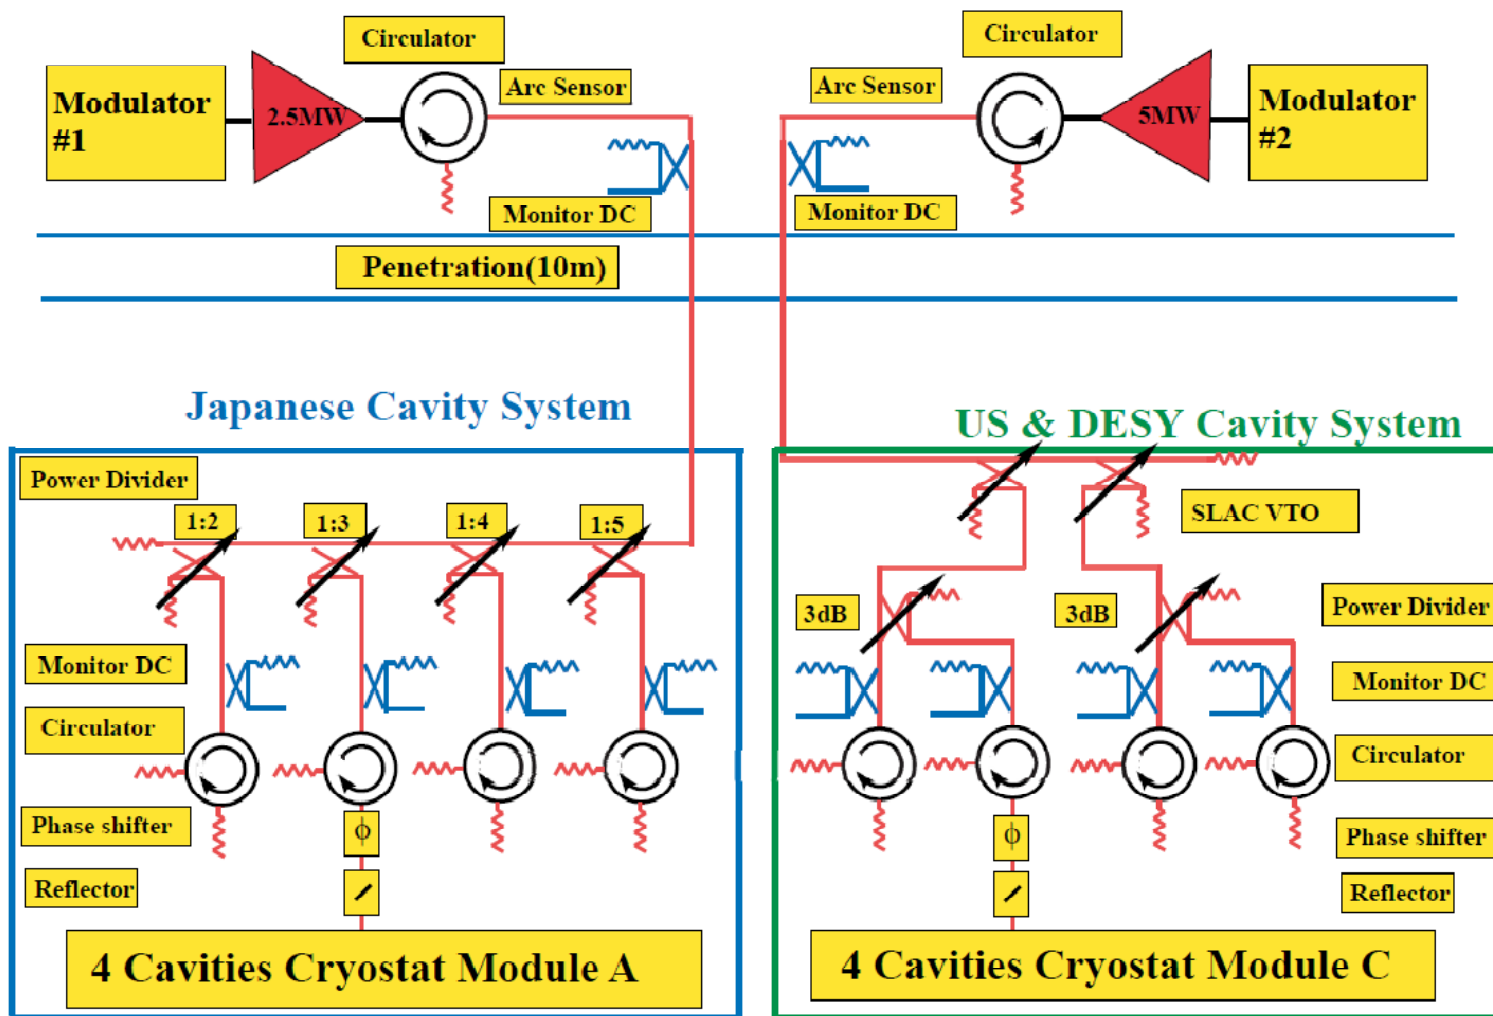 Circulator
Circulator
Modulator
#1
2.5MW
Arc Sensor
Arc Sensor
5MW
Modulator
#2
Monitor DC
Monitor DC
Penetration(10m)
Japanese Cavity System
US & DESY Cavity System
Power Divider
1:2
1:3
1:4
1:5
SLAC VTO
3dB
3dB
Power Divider
Monitor DC
Monitor DC
Circulator
Circulator
Phase shifter
ϕ
ϕ
Phase shifter
Reflector
Reflector
4 Cavities Cryostat Module A
4 Cavities Cryostat Module C